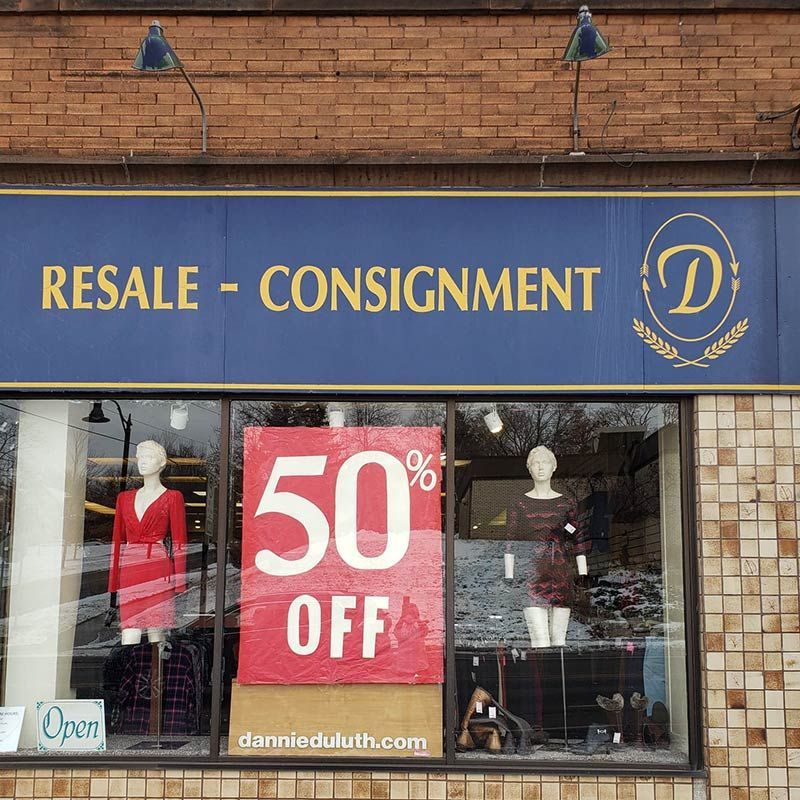 RESALE - CONSIGNMENT
D
50%
OFF
Open
dannieduluth.com